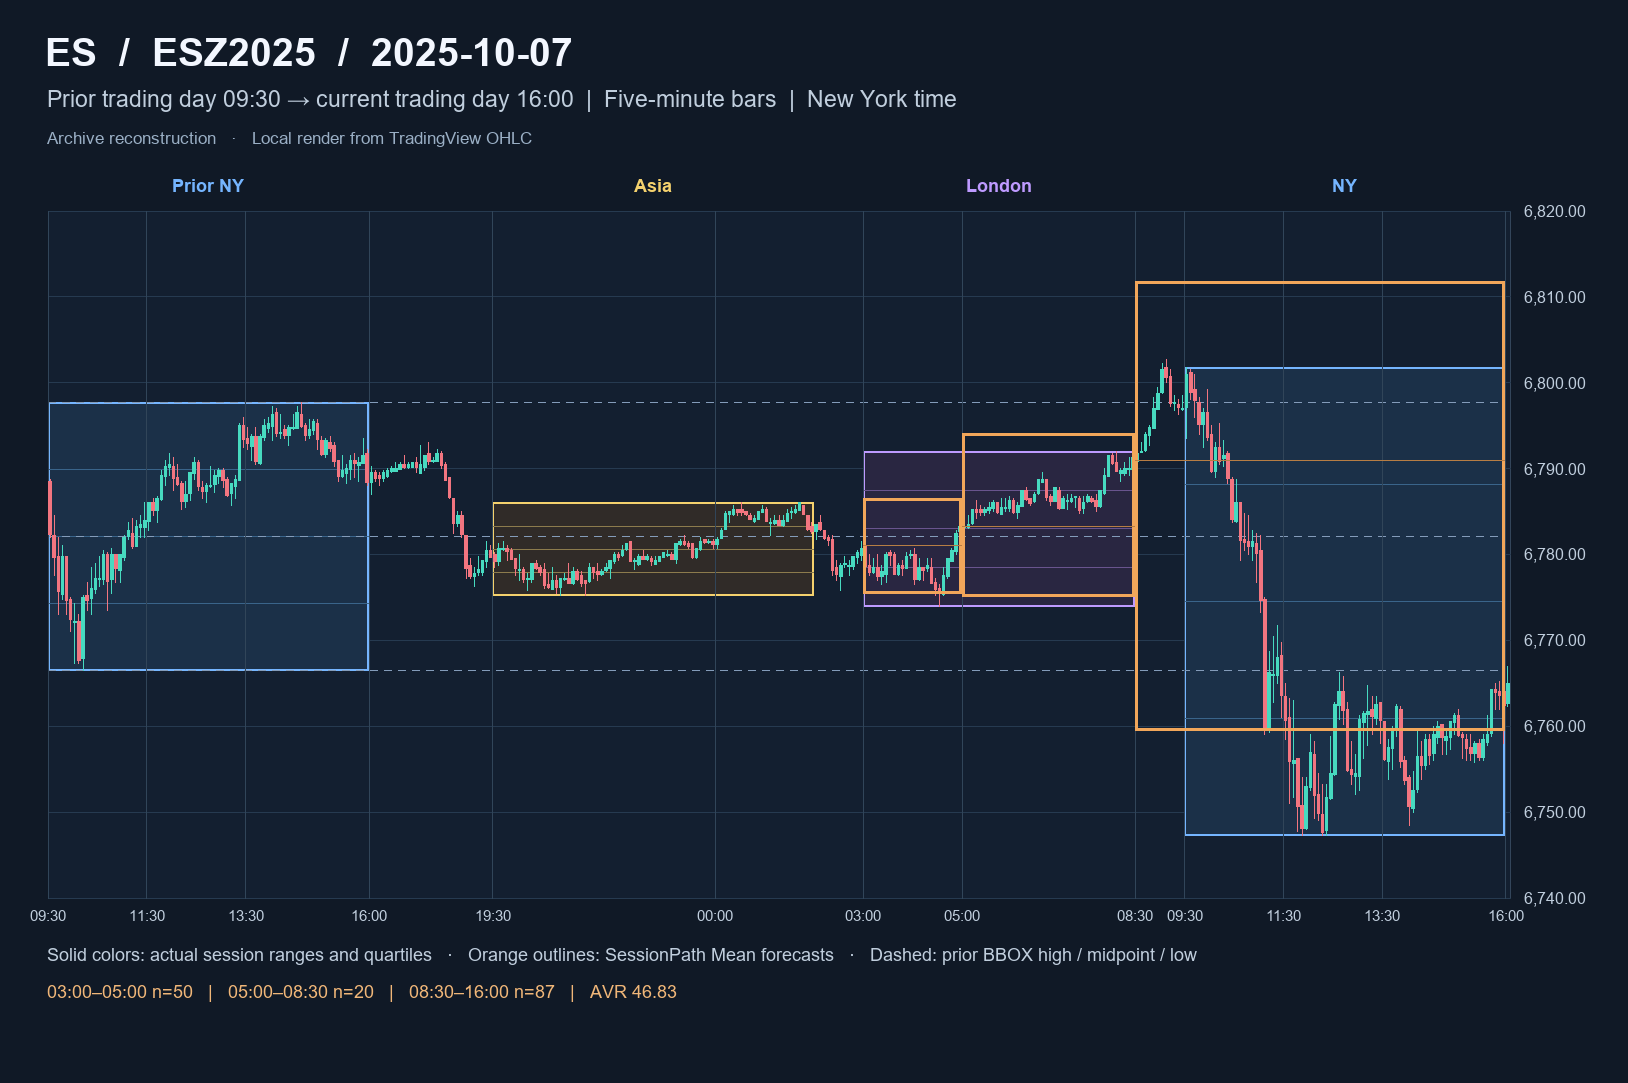 ES / ESZ2025 / 2025-10-07
Prior trading day 09:30 → current trading day 16:00 | Five-minute bars | New York time
Archive reconstruction · Local render from TradingView OHLC
Prior NY Asia London NY
6,820.00
6,810.00
6,800.00
6,790.00
6,780.00
6,770.00
6,760.00
6,750.00
6,740.00
09:30 11:30 13:30 16:00 19:30 00:00 03:00 05:00 08:30 09:30 11:30 13:30 16:00
Solid colors: actual session ranges and quartiles · Orange outlines: SessionPath Mean forecasts · Dashed: prior BBOX high / midpoint / low
03:00–05:00 n=50 | 05:00–08:30 n=20 | 08:30–16:00 n=87 | AVR 46.83